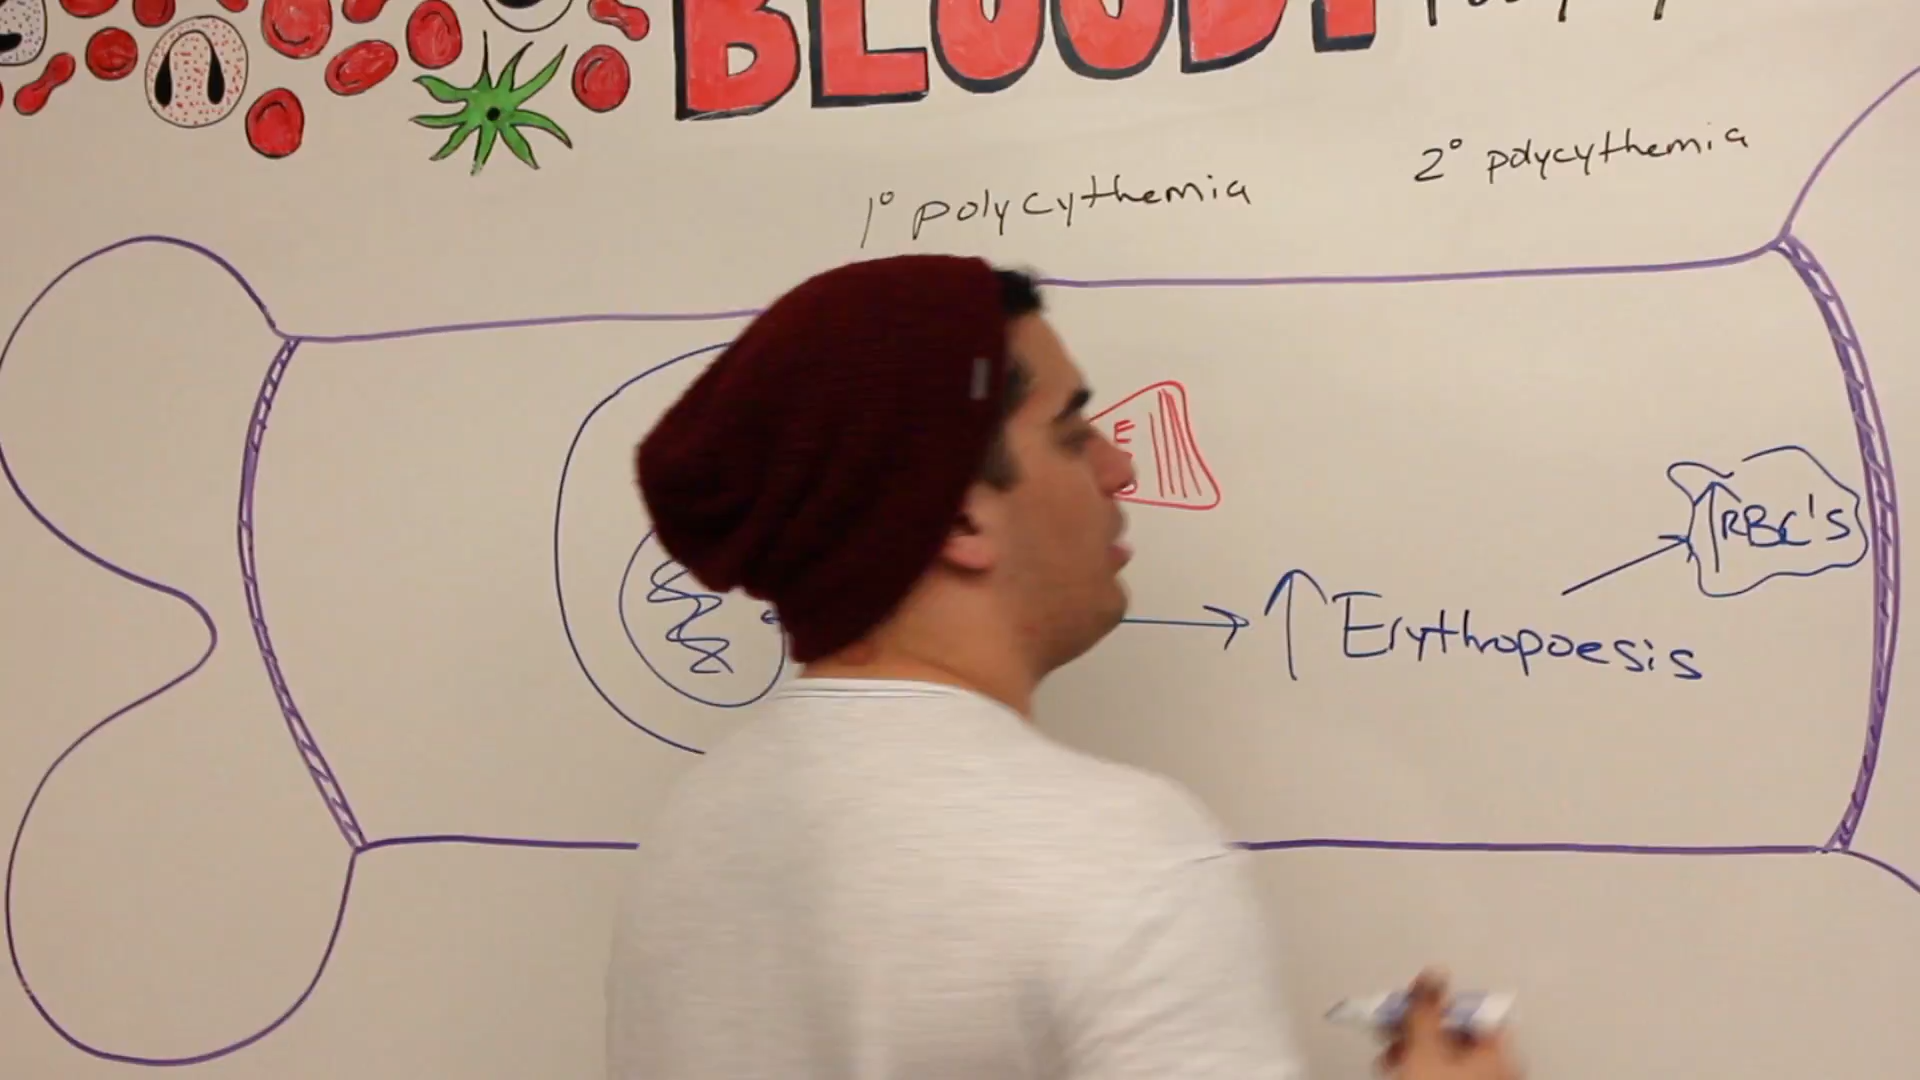 BLOOD!
2° polycythemia
1° polycythemia
E
↑RBC's
↑ Erythropoesis